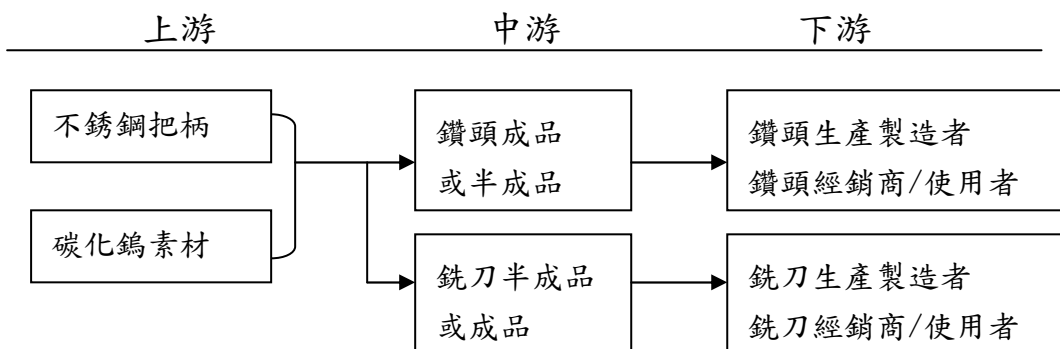 上游 中游 下游
不銹鋼把柄
碳化鎢素材
鑽頭成品
或半成品
銑刀半成品
或成品
鑽頭生產製造者
鑽頭經銷商/使用者
銑刀生產製造者
銑刀經銷商/使用者